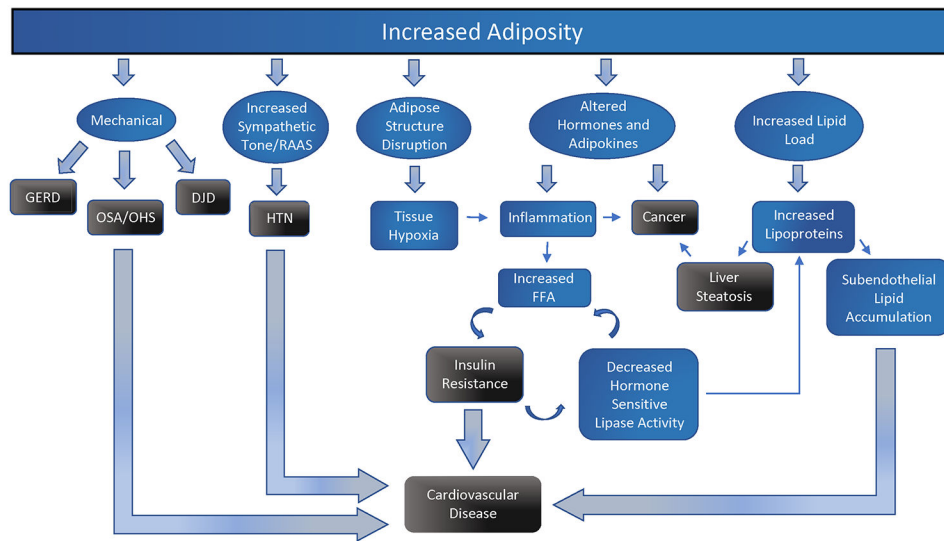 Increased Adiposity
Mechanical
Increased
Sympathetic
Tone/RAAS
Adipose
Structure
Disruption
Altered
Hormones and
Adipokines
Increased Lipid
Load
GERD
OSA/OHS
DJD
HTN
Tissue
Hypoxia
Inflammation
Cancer
Increased
Lipoproteins
Increased
FFA
Liver
Steatosis
Subendothelial
Lipid
Accumulation
Insulin
Resistance
Decreased
Hormone
Sensitive
Lipase Activity
Cardiovascular
Disease